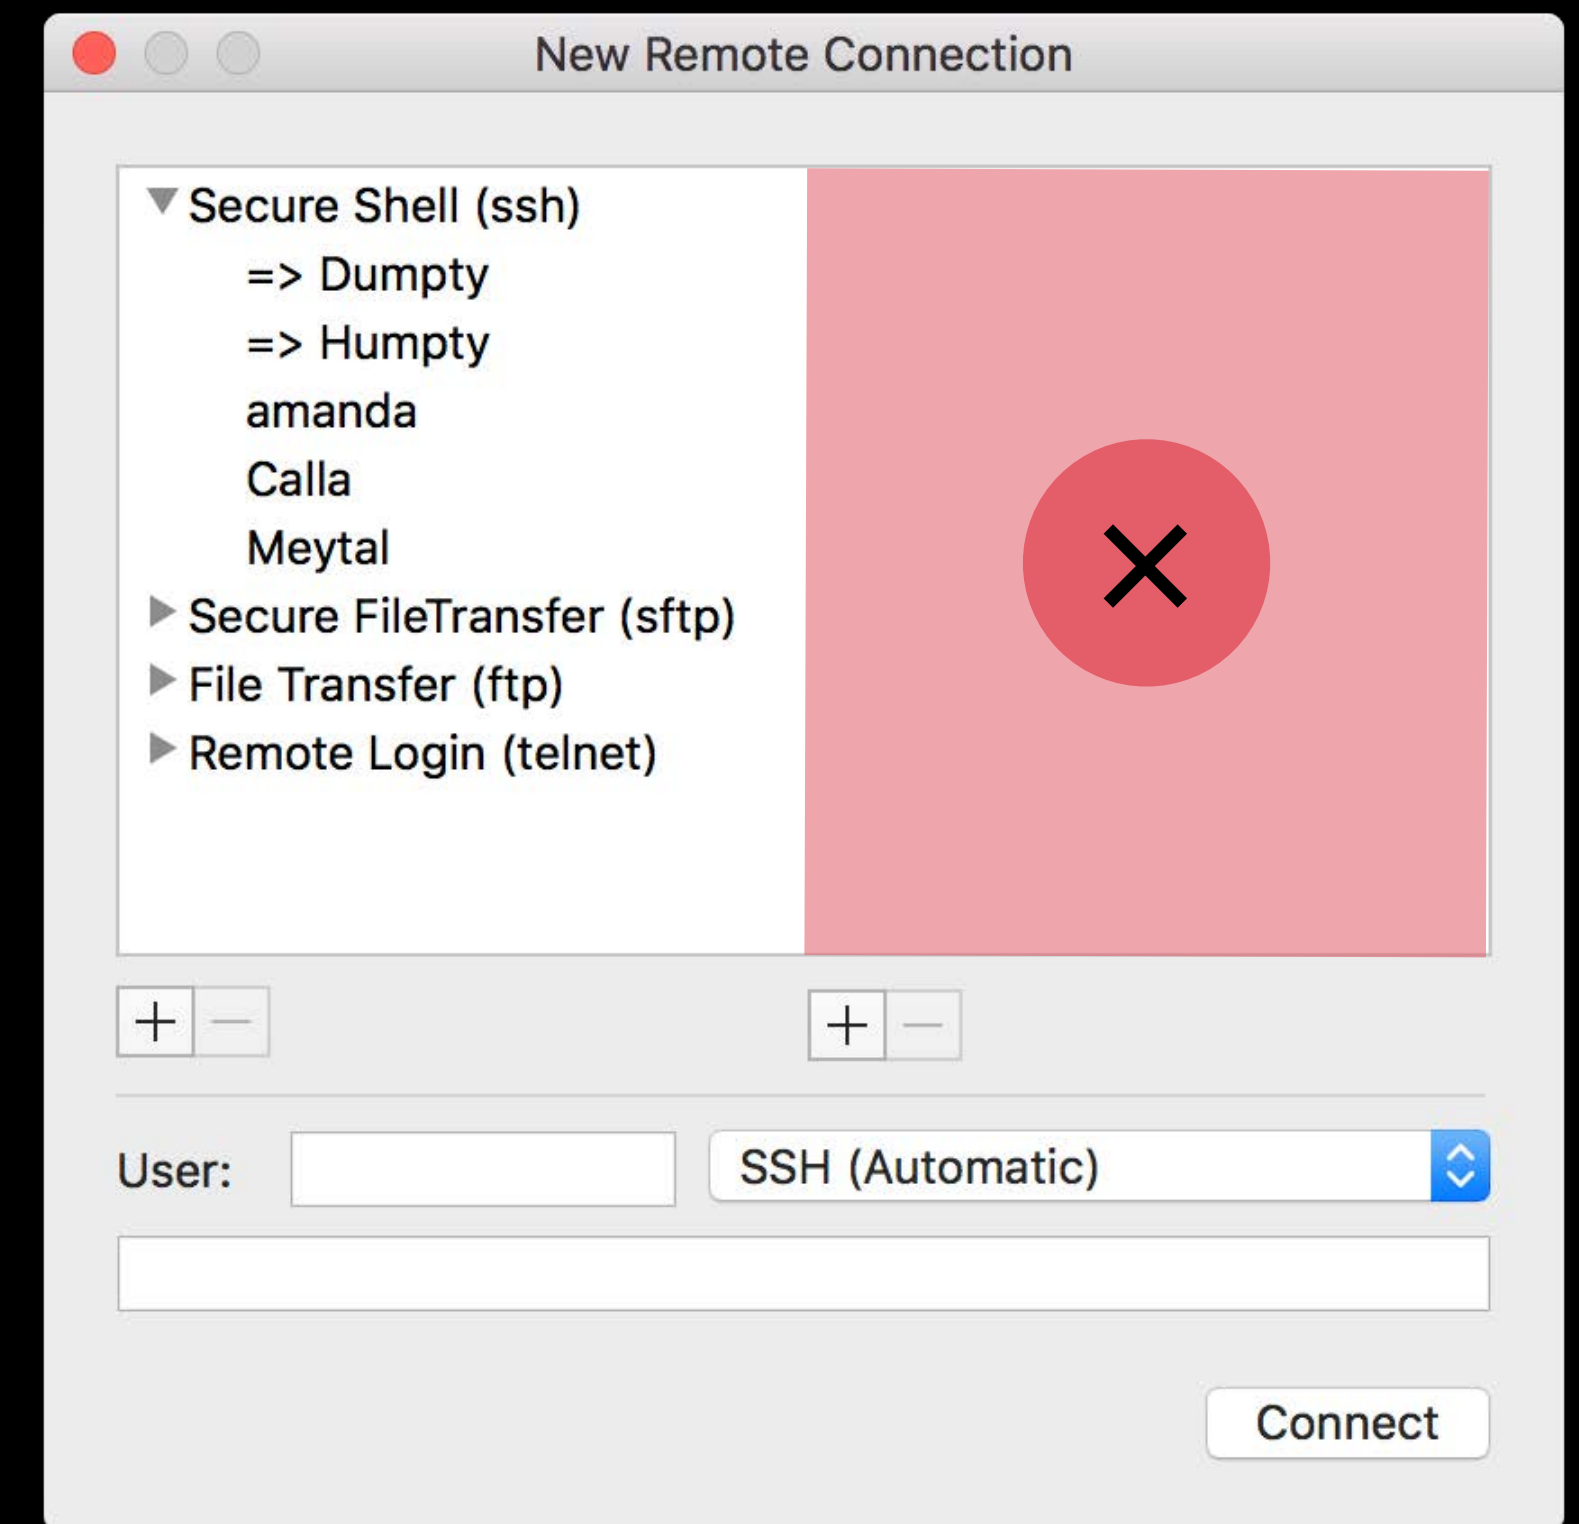 New Remote Connection
Secure Shell (ssh)
=> Dumpty
=> Humpty
amanda
Calla
Meytal
Secure FileTransfer (sftp)
File Transfer (ftp)
Remote Login (telnet)
User:
SSH (Automatic)
Connect